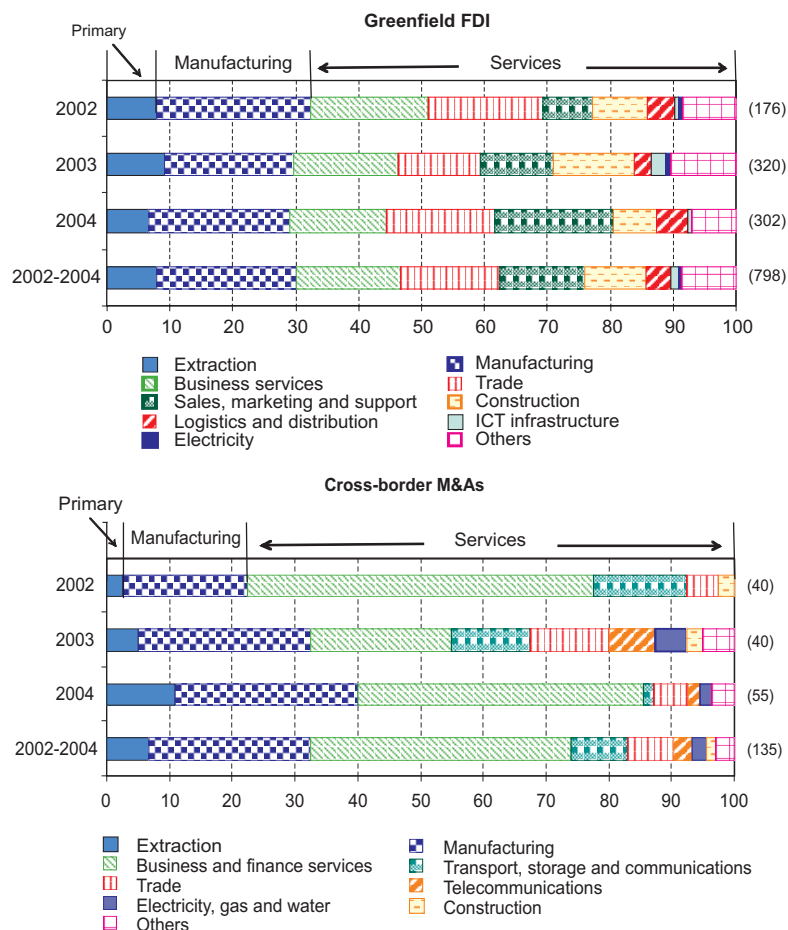 Greenfield FDI
Primary
Manufacturing
Services
2002
(176)
2003
(320)
2004
(302)
2002-2004
(798)
0 10 20 30 40 50 60 70 80 90 100
Extraction
Manufacturing
Business services
Trade
Sales, marketing and support
Construction
Logistics and distribution
ICT infrastructure
Electricity
Others
Cross-border M&As
Primary
Manufacturing
Services
2002
(40)
2003
(40)
2004
(55)
2002-2004
(135)
0 10 20 30 40 50 60 70 80 90 100
Extraction
Manufacturing
Business and finance services
Transport, storage and communications
Trade
Telecommunications
Electricity, gas and water
Construction
Others